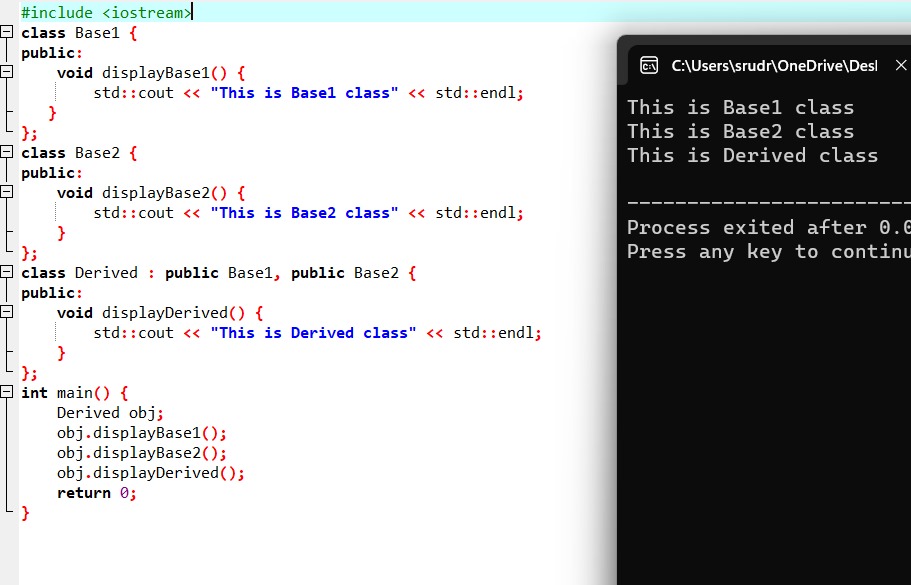 #include <iostream>
class Base1 {
public:
    void displayBase1() {
        std::cout << "This is Base1 class" << std::endl;
   }
};
class Base2 {
public:
    void displayBase2() {
        std::cout << "This is Base2 class" << std::endl;
    }
};
class Derived : public Base1, public Base2 {
public:
    void displayDerived() {
        std::cout << "This is Derived class" << std::endl;
    }
};
int main() {
    Derived obj;
    obj.displayBase1();
    obj.displayBase2();
    obj.displayDerived();
    return 0;
}
C:\Users\srudr\OneDrive\Desl
This is Base1 class
This is Base2 class
This is Derived class
------------------------
Process exited after 0.0
Press any key to continu